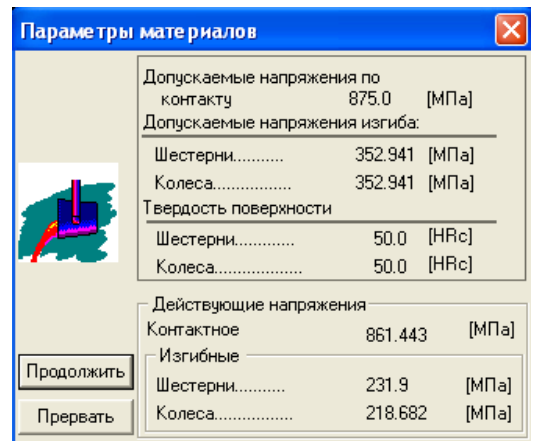 Параметры материалов
Допускаемые напряжения по
контакту 875.0 [МПа]
Допускаемые напряжения изгиба:
Шестерни........... 352.941 [МПа]
Колеса................. 352.941 [МПа]
Твердость поверхности
Шестерни............. 50.0 [HRc]
Колеса................... 50.0 [HRc]
Действующие напряжения
Контактное 861.443 [МПа]
Изгибные
Шестерни........... 231.9 [МПа]
Колеса................. 218.682 [МПа]
Продолжить
Прервать